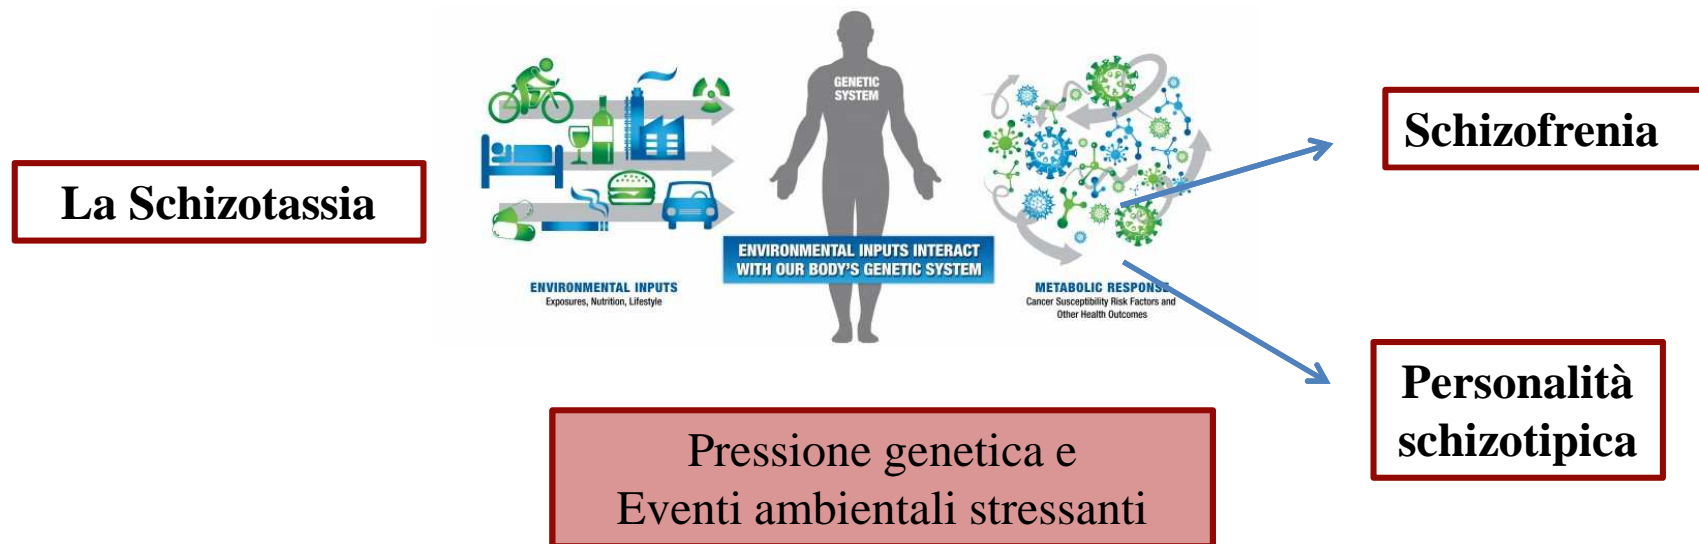 La Schizotassia
GENETIC
SYSTEM
ENVIRONMENTAL INPUTS INTERACT
WITH OUR BODY'S GENETIC SYSTEM
ENVIRONMENTAL INPUTS
Exposures, Nutrition, Lifestyle
METABOLIC RESPONSE
Cancer Susceptibility Risk Factors and
Other Health Outcomes
Schizofrenia
Personalità
schizotipica
Pressione genetica e
Eventi ambientali stressanti